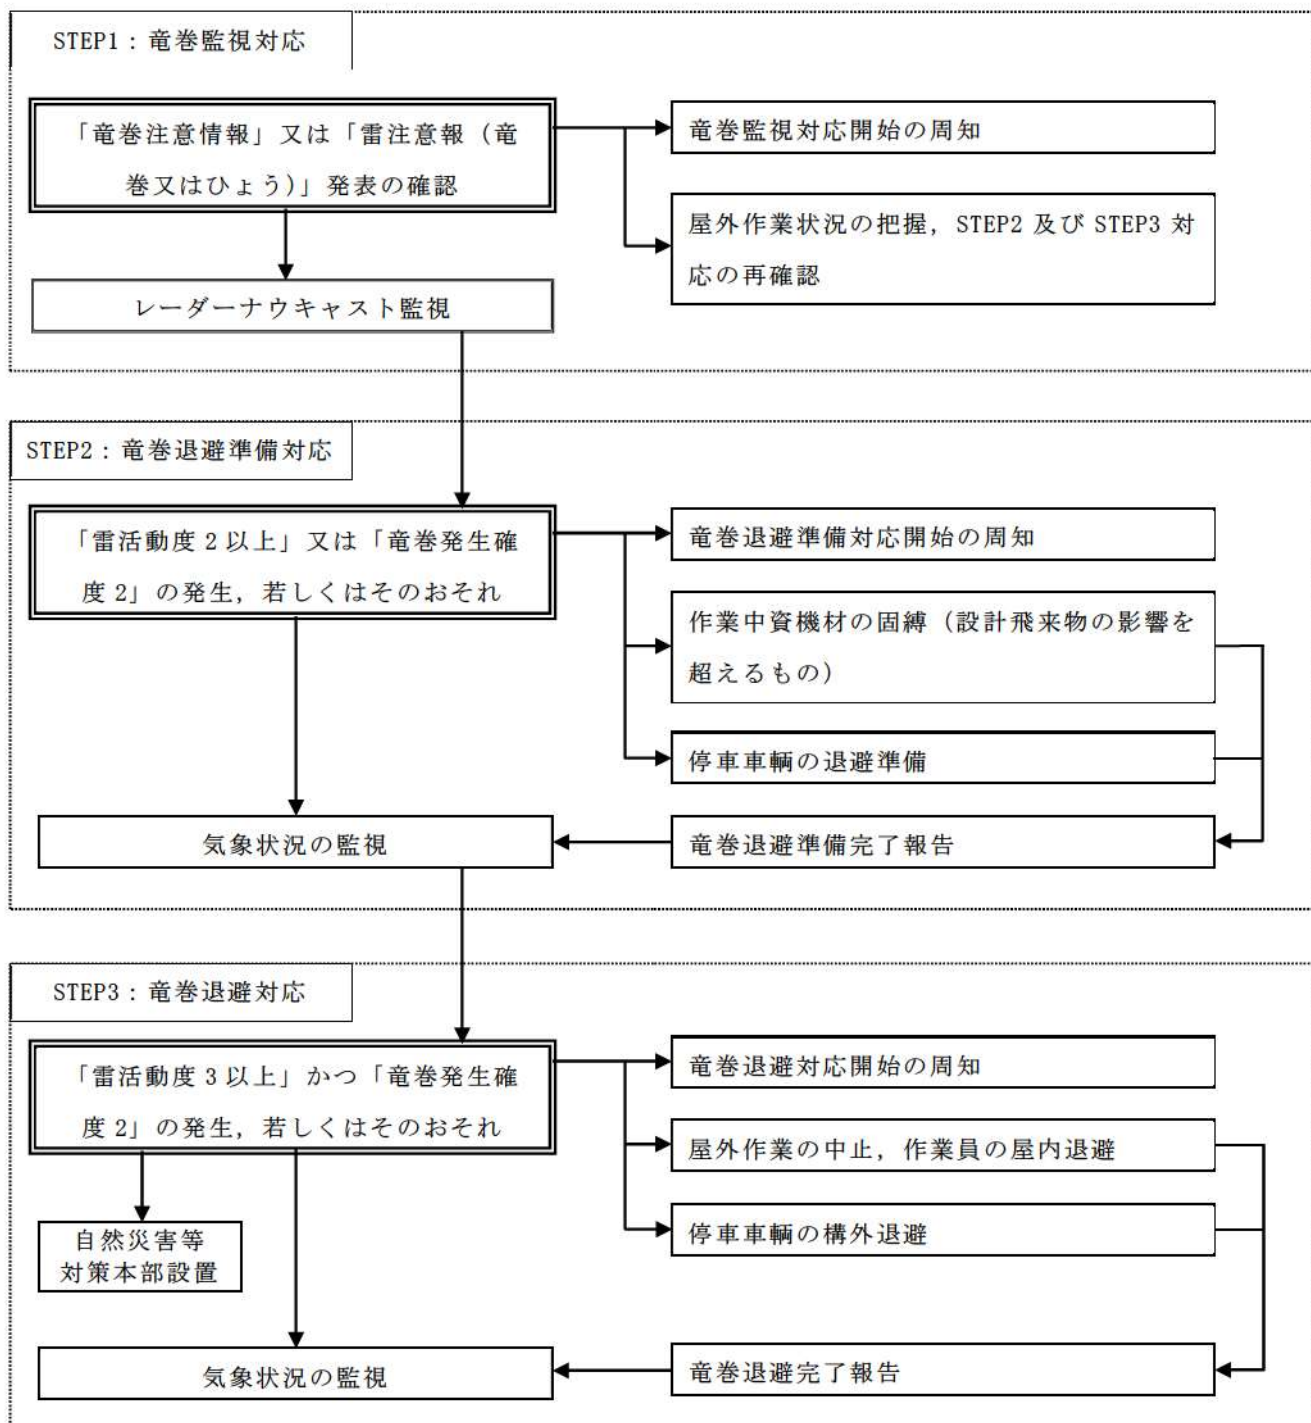 STEP1：竜巻監視対応
「竜巻注意情報」又は「雷注意報（竜
巻又はひょう）」発表の確認
竜巻監視対応開始の周知
屋外作業状況の把握，STEP2 及び STEP3 対
応の再確認
レーダーナウキャスト監視
STEP2：竜巻退避準備対応
「雷活動度 2 以上」又は「竜巻発生確
度 2」の発生，若しくはそのおそれ
竜巻退避準備対応開始の周知
作業中資機材の固縛（設計飛来物の影響を
超えるもの）
停車車輌の退避準備
気象状況の監視
竜巻退避準備完了報告
STEP3：竜巻退避対応
「雷活動度 3 以上」かつ「竜巻発生確
度 2」の発生，若しくはそのおそれ
竜巻退避対応開始の周知
屋外作業の中止，作業員の屋内退避
停車車輌の構外退避
自然災害等
対策本部設置
気象状況の監視
竜巻退避完了報告